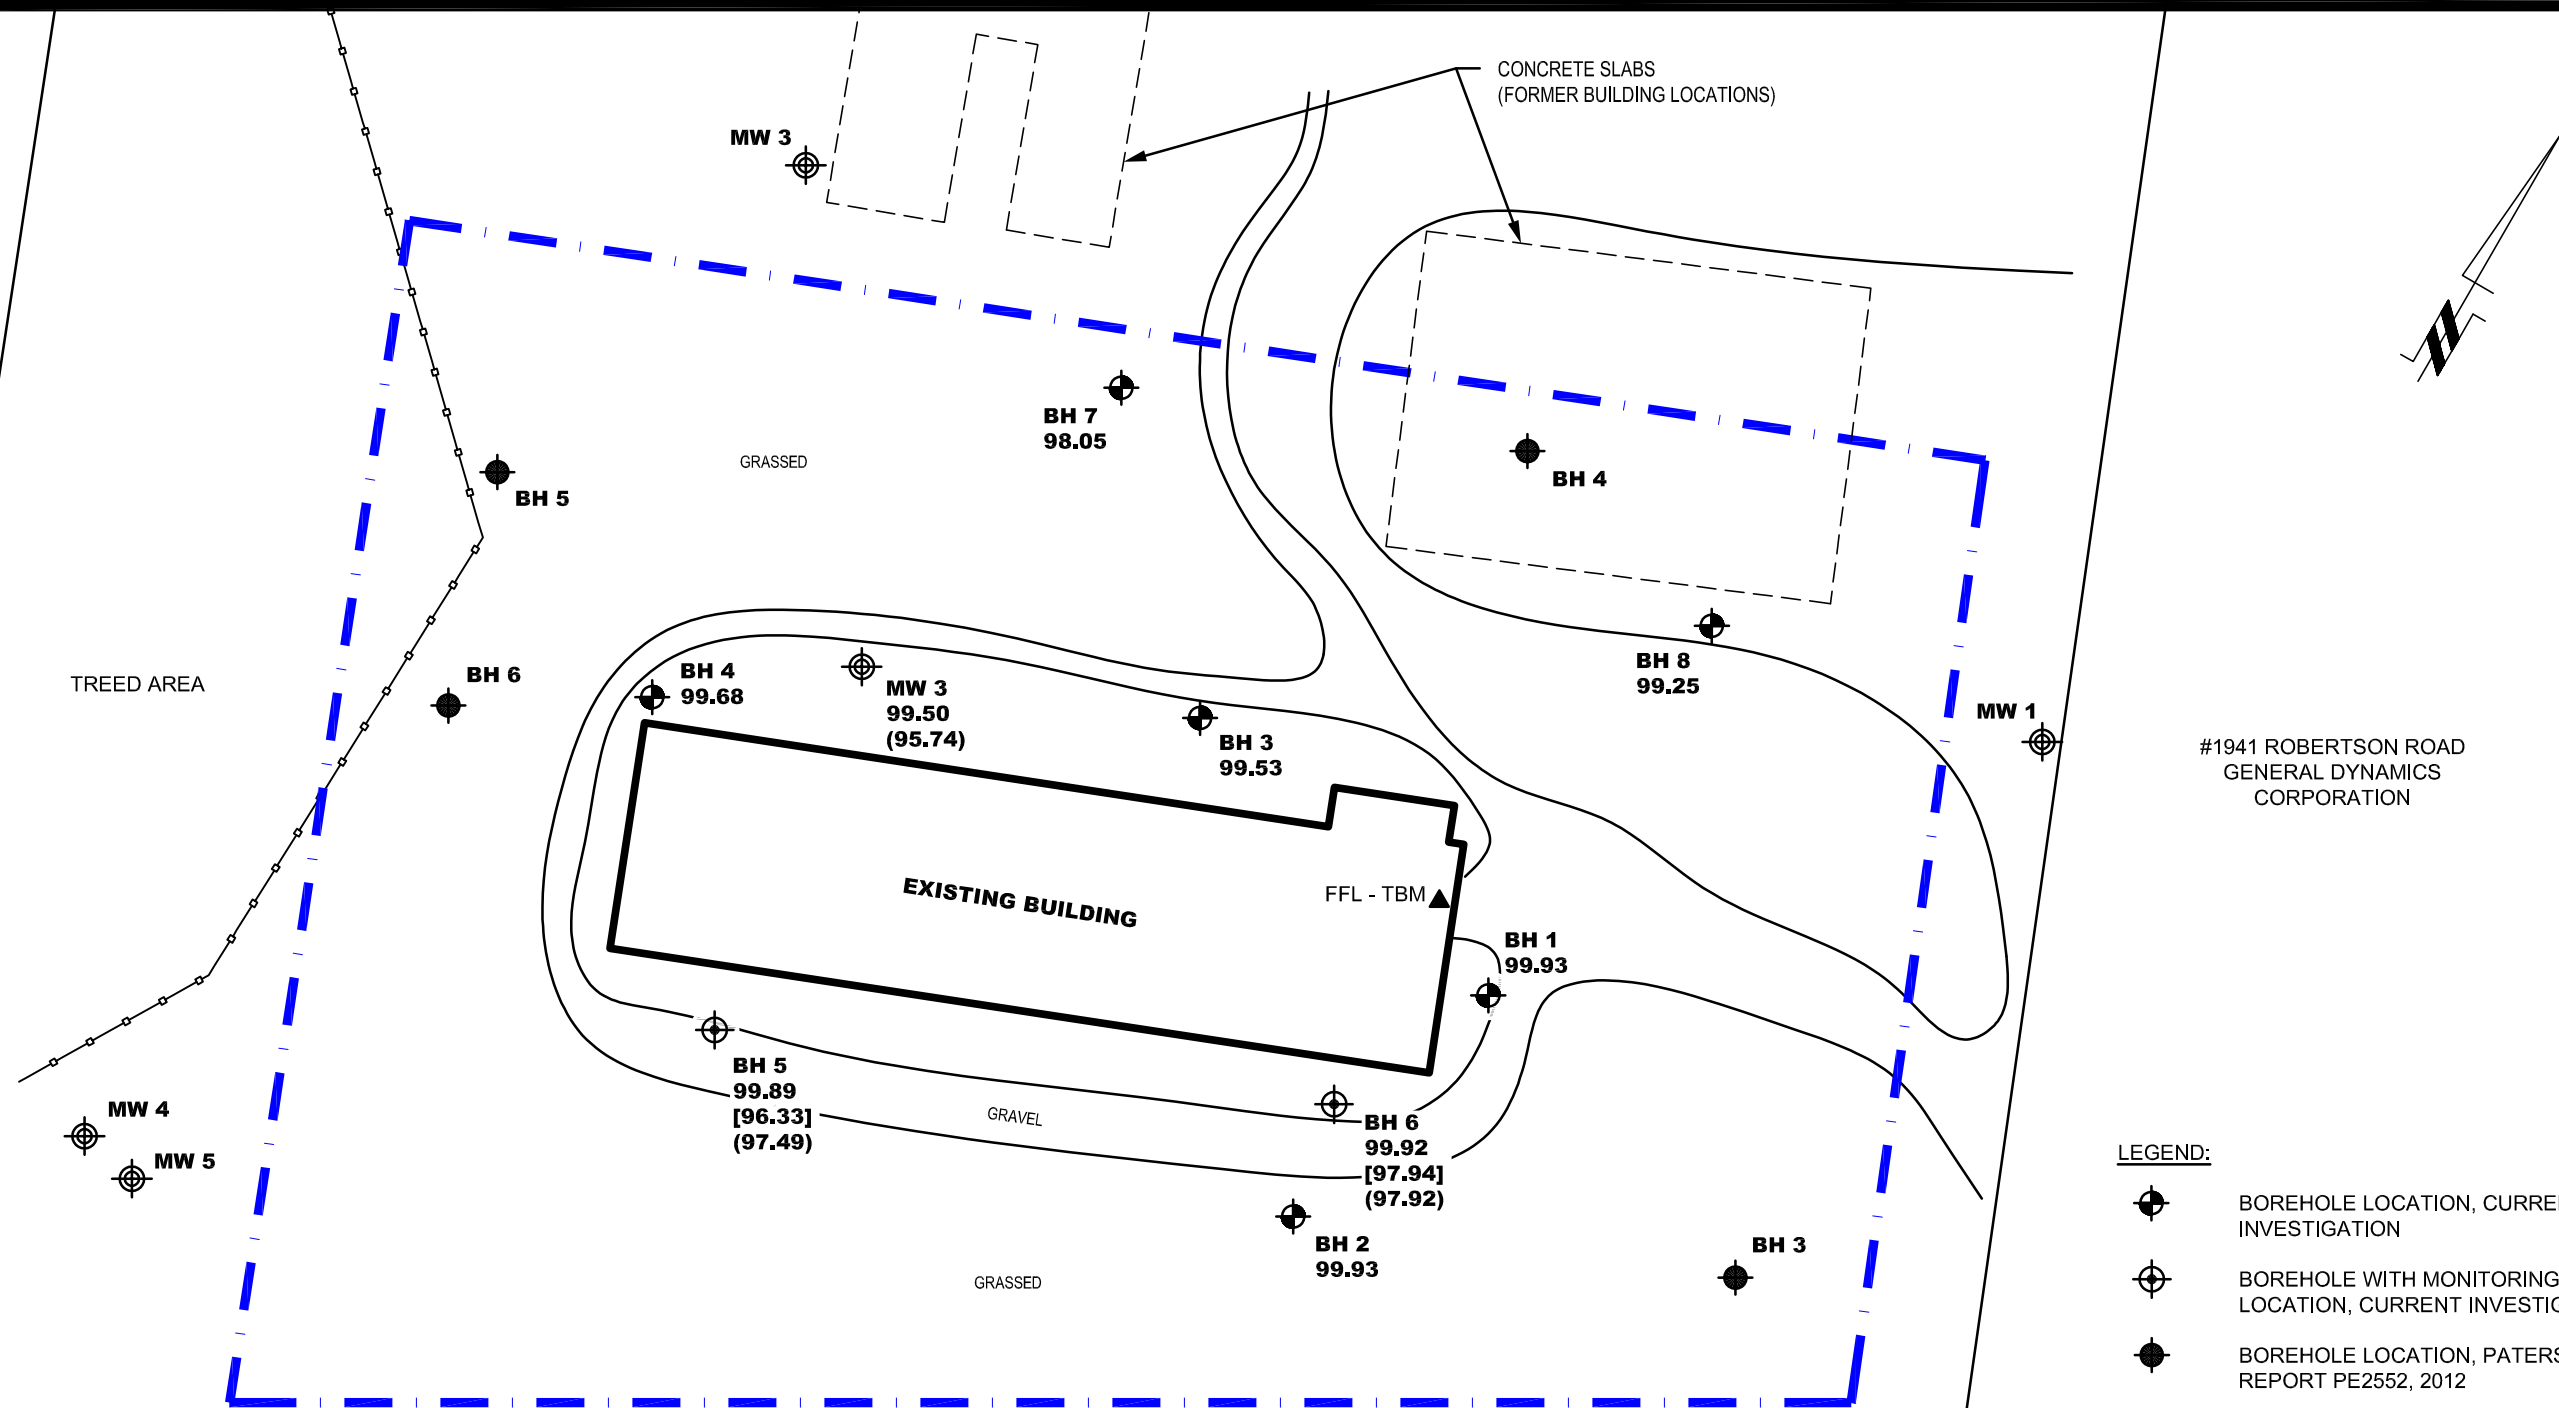 CONCRETE SLABS
(FORMER BUILDING LOCATIONS)
MW 3
BH 7
98.05
GRASSED
BH 4
BH 5
TREED AREA
BH 6
BH 4
99.68
MW 3
99.50
(95.74)
BH 3
99.53
BH 8
99.25
MW 1
#1941 ROBERTSON ROAD
GENERAL DYNAMICS
CORPORATION
EXISTING BUILDING
FFL - TBM
BH 1
99.93
BH 5
99.89
[96.33]
(97.49)
GRAVEL
BH 6
99.92
[97.94]
(97.92)
MW 4
MW 5
BH 2
99.93
BH 3
GRASSED
LEGEND:
BOREHOLE LOCATION,
INVESTIGATION
BOREHOLE WITH MONITORING
LOCATION, CURRENT
BOREHOLE LOCATION,
REPORT PE2552, 2012